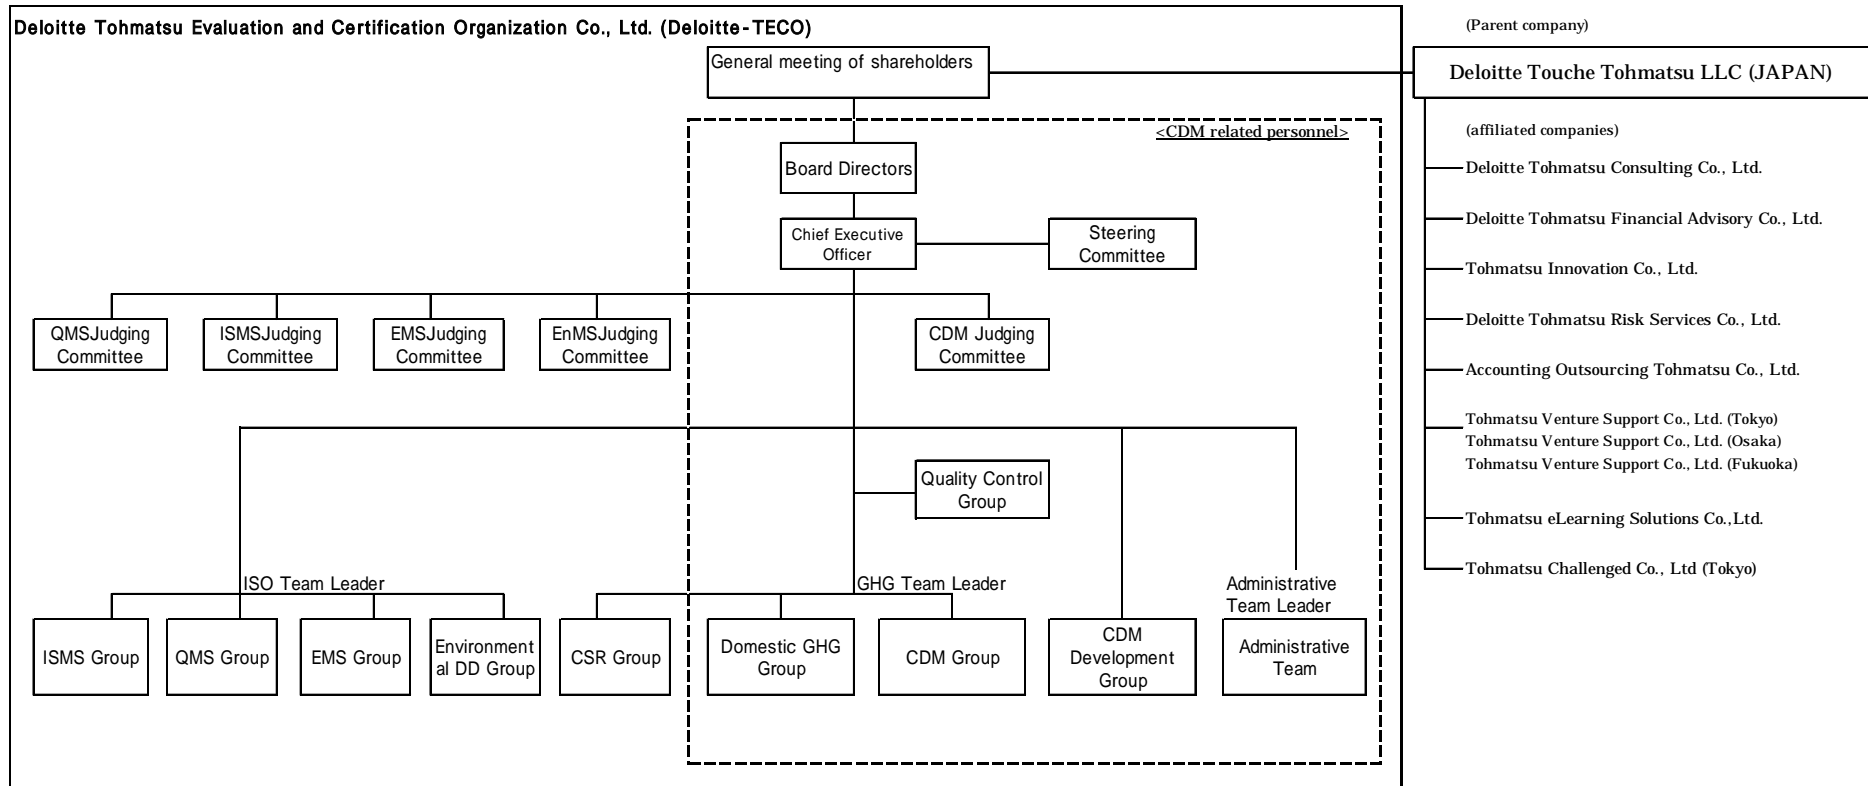 Deloitte Tohmatsu Evaluation and Certification Organization Co., Ltd. (Deloitte-TECO)
(Parent company)
General meeting of shareholders
Deloitte Touche Tohmatsu LLC (JAPAN)
<CDM related personnel>
(affiliated companies)
Board Directors
Deloitte Tohmatsu Consulting Co., Ltd.
Chief Executive
Officer
Steering
Committee
Deloitte Tohmatsu Financial Advisory Co., Ltd.
Tohmatsu Innovation Co., Ltd.
QMSJudging
Committee
ISMSJudging
Committee
EMSJudging
Committee
EnMSJudging
Committee
CDM Judging
Committee
Deloitte Tohmatsu Risk Services Co., Ltd.
Accounting Outsourcing Tohmatsu Co., Ltd.
Tohmatsu Venture Support Co., Ltd. (Tokyo)
Tohmatsu Venture Support Co., Ltd. (Osaka)
Tohmatsu Venture Support Co., Ltd. (Fukuoka)
Quality Control
Group
Tohmatsu eLearning Solutions Co.,Ltd.
Tohmatsu Challenged Co., Ltd (Tokyo)
ISO Team Leader
GHG Team Leader
Administrative
Team Leader
ISMS Group
QMS Group
EMS Group
Environment
al DD Group
CSR Group
Domestic GHG
Group
CDM Group
CDM
Development
Group
Administrative
Team